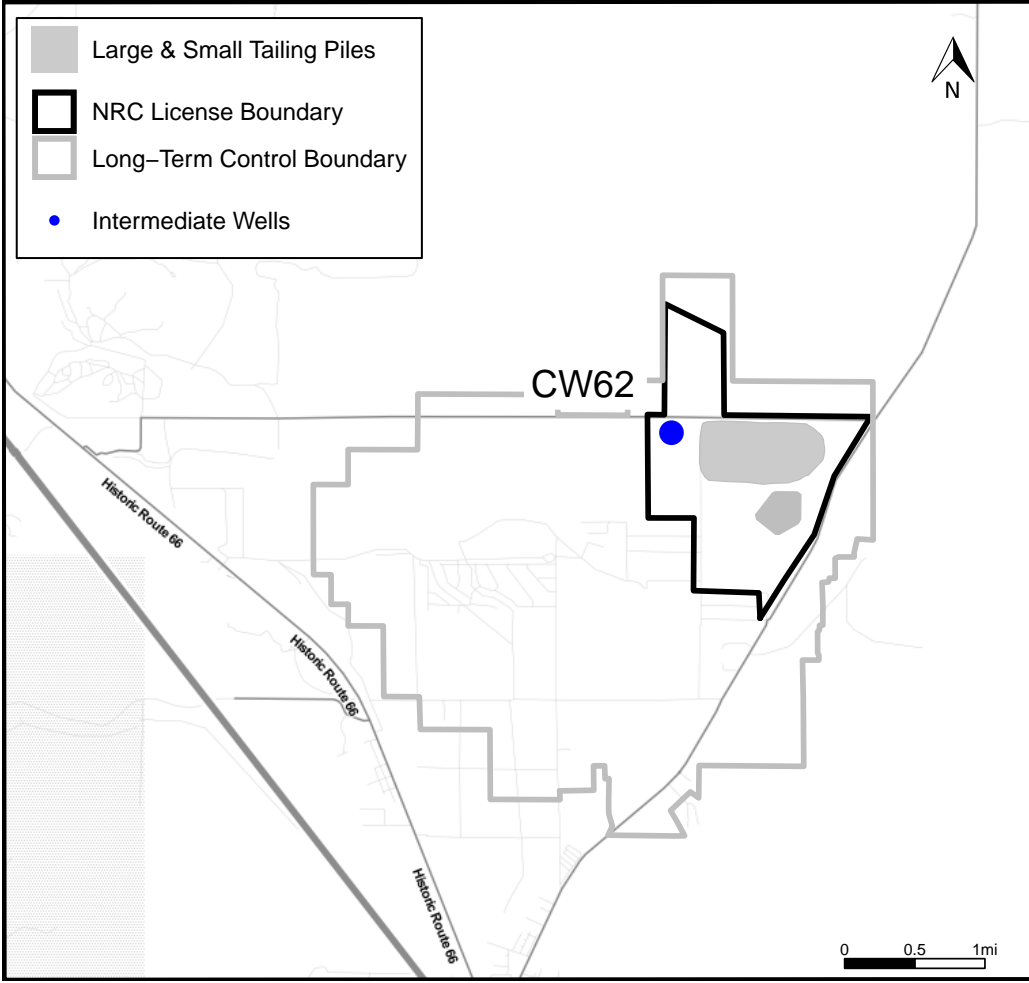 Large & Small Tailing Piles
NRC License Boundary
Long−Term Control Boundary
Intermediate Wells
N
CW62
Historic Route 66
Historic Route 66
Historic Route 66
0 0.5 1mi